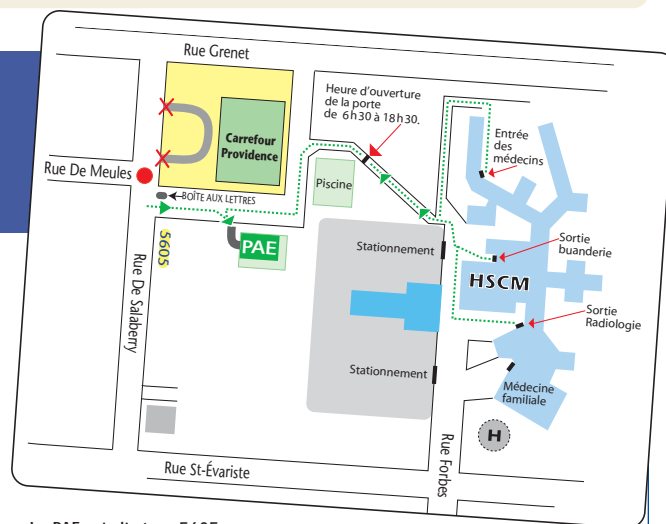 Rue Grenet
Heure d'ouverture
de la porte
de 6h30 à 18h30.
Carrefour
Providence
Entrée
des
médecins
Rue De Meules
Piscine
BOÎTE AUX LETTRES
5605
PAE
Stationnement
Sortie
buanderie
HSCM
Rue De Salaberry
Sortie
Radiologie
Stationnement
Médecine
familiale
H
Rue Forbes
Rue St-Évariste